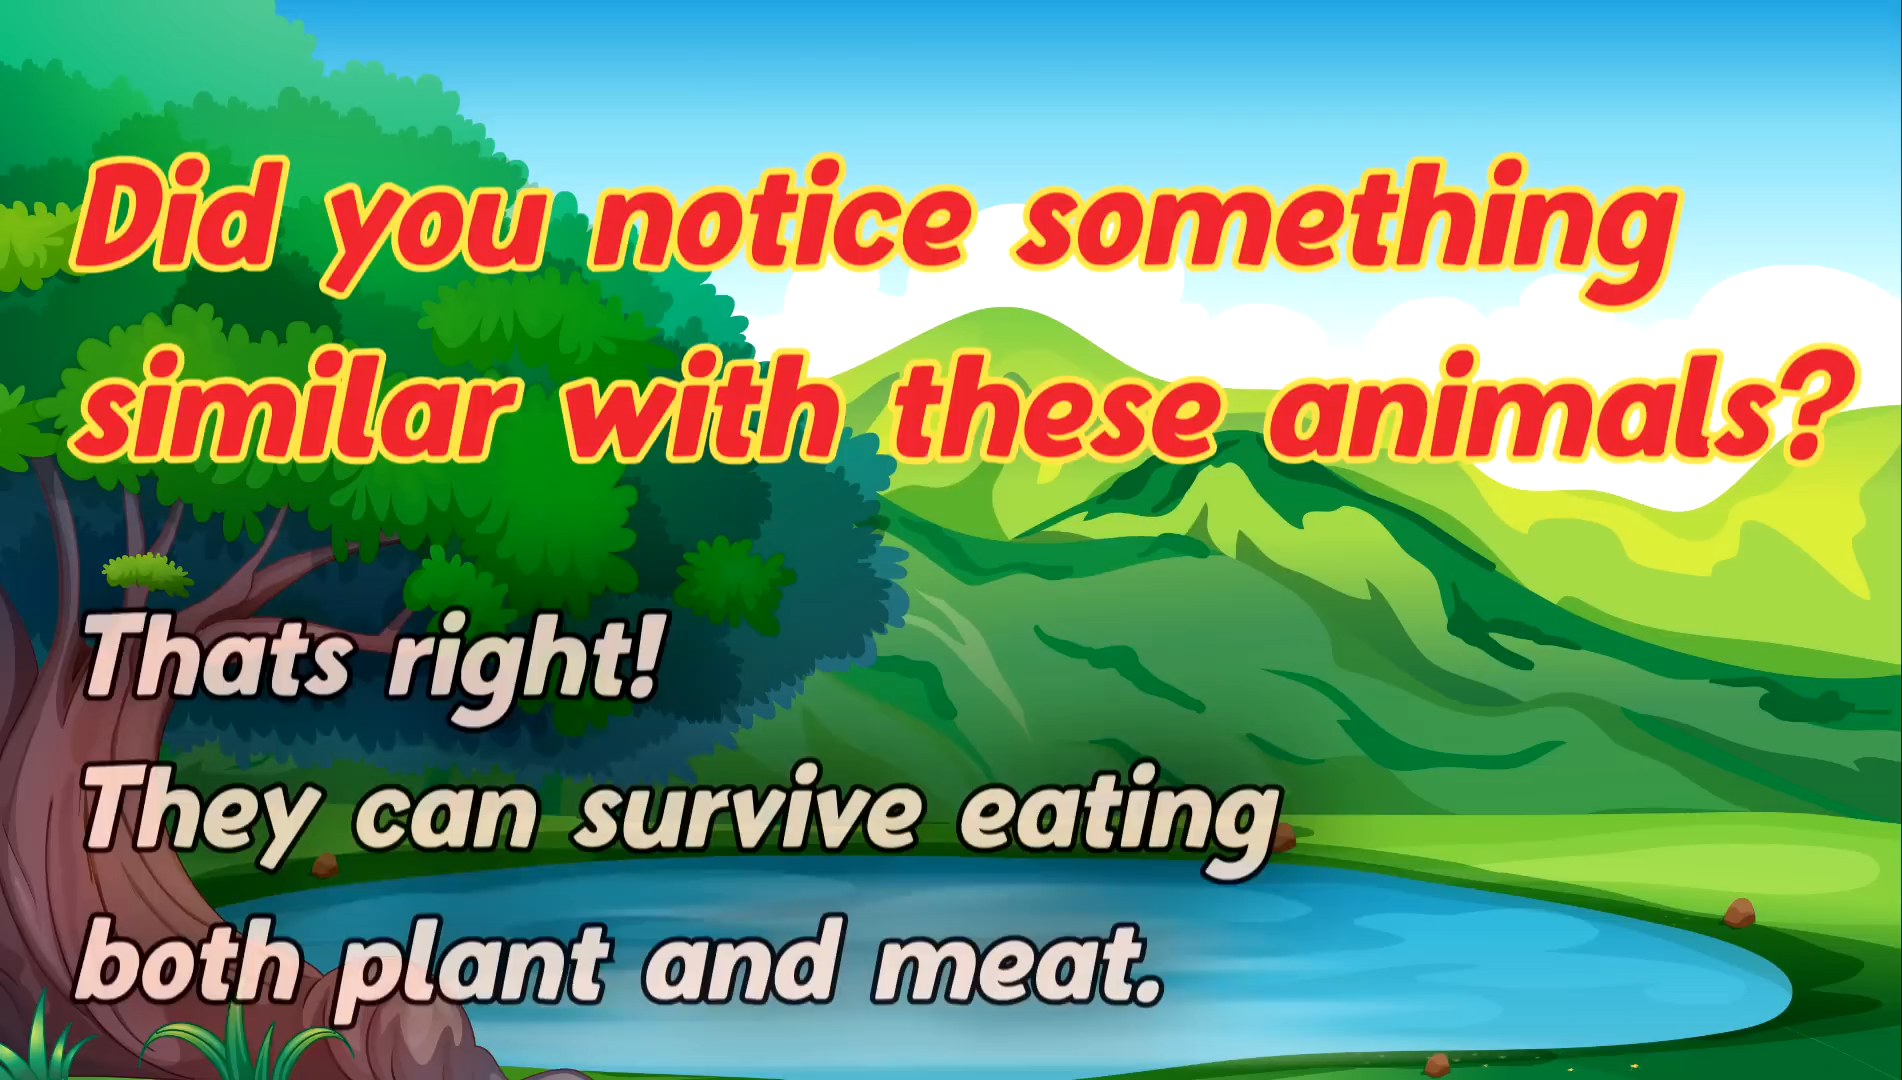 Did you notice something
similar with these animals?
Thats right!
They can survive eating
both plant and meat.